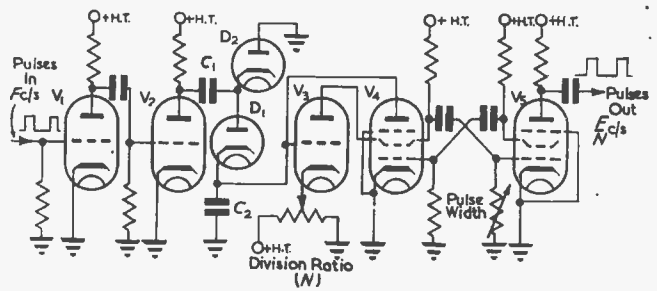 +H.T.
+H.T.
D2
+H.T.
+H.T.
+H.T.
Pulses
In
Fc/s
V1
V2
C1
D1
V3
V4
V5
Pulses
Out
F/N c/s
C2
Pulse
Width
+H.T.
Division Ratio
(N)